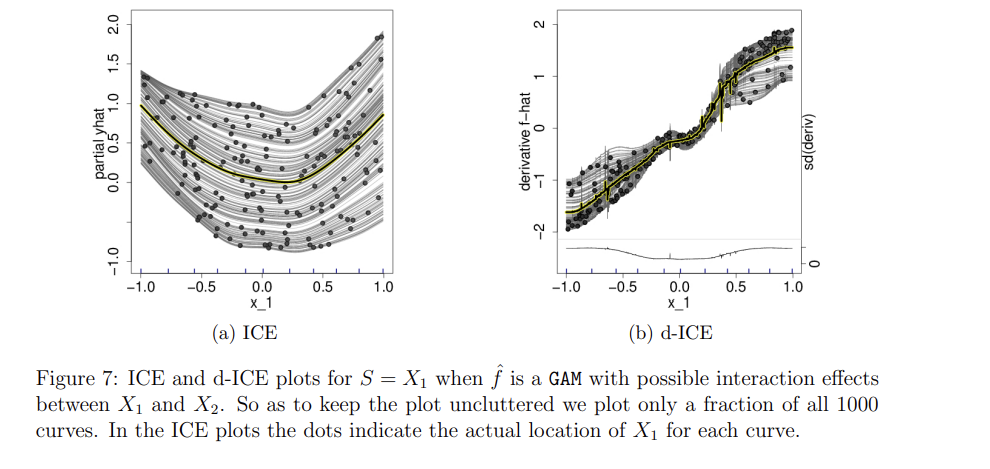 2.0
1.5
1.0
0.5
0.0
−1.0
partial yhat
−1.0 −0.5 0.0 0.5 1.0
x_1
(a) ICE
2
1
0
−1
−2
derivative f−hat
sd(deriv)
0
−1.0 −0.5 0.0 0.5 1.0
x_1
(b) d-ICE
Figure 7: ICE and d-ICE plots for S = X₁ when f̂ is a GAM with possible interaction effects
between X₁ and X₂. So as to keep the plot uncluttered we plot only a fraction of all 1000
curves. In the ICE plots the dots indicate the actual location of X₁ for each curve.